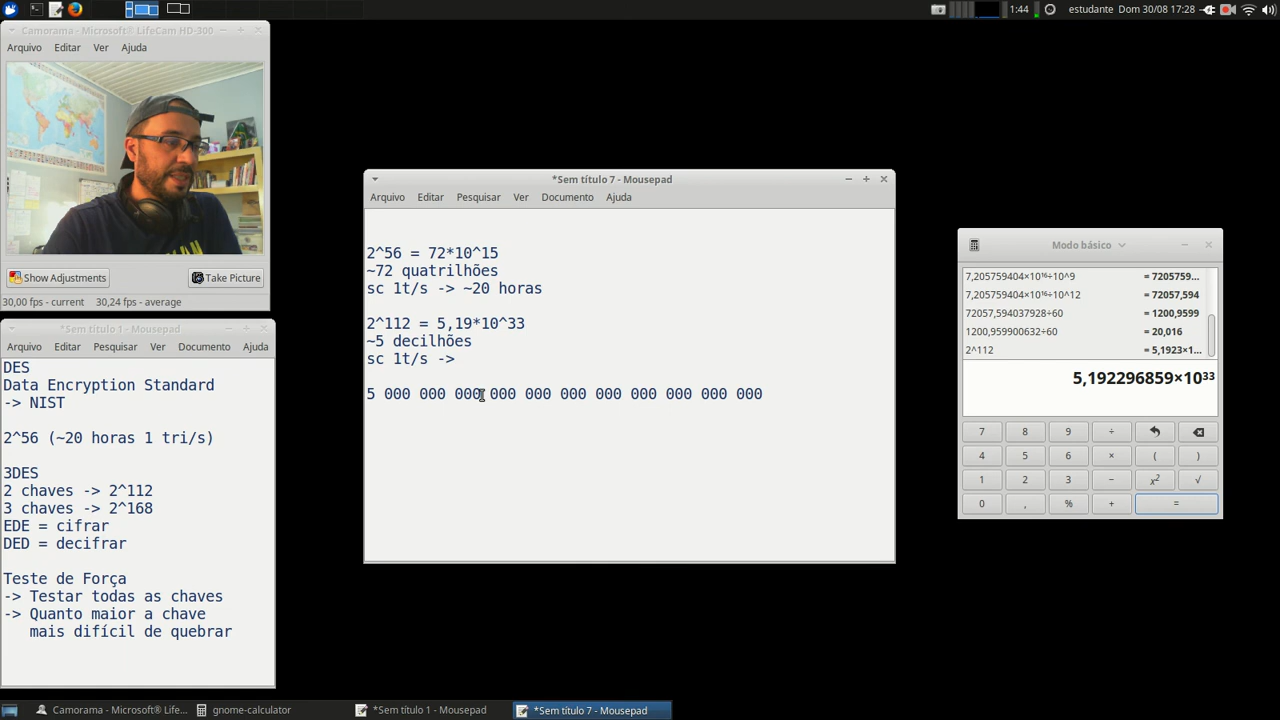 1:44
estudante Dom 30/08 17:28
Camorama - Microsoft® LifeCam HD-300
Arquivo Editar Ver Ajuda
Show Adjustments
Take Picture
30,00 fps - current 30,24 fps - average
*Sem título 1 - Mousepad
Arquivo Editar Pesquisar Ver Documento Ajuda
DES
Data Encryption Standard
-> NIST
2^56 (~20 horas 1 tri/s)
3DES
2 chaves -> 2^112
3 chaves -> 2^168
EDE = cifrar
DED = decifrar
Teste de Força
-> Testar todas as chaves
-> Quanto maior a chave
mais difícil de quebrar
*Sem título 7 - Mousepad
Arquivo Editar Pesquisar Ver Documento Ajuda
2^56 = 72*10^15
~72 quatrilhões
sc 1t/s -> ~20 horas
2^112 = 5,19*10^33
~5 decilhões
sc 1t/s ->
5 000 000 000 000 000 000 000 000 000 000 000
Modo básico
7,205759404×10¹⁶÷10^9 = 7205759...
7,205759404×10¹⁶÷10^12 = 72057,594
72057,594037928÷60 = 1200,9599
1200,959900632÷60 = 20,016
2^112 = 5,1923×1...
5,192296859×10³³
7 8 9 ÷
4 5 6 × ( )
1 2 3 − x² √
0 , % + =
Camorama - Microsoft® Life...
gnome-calculator
*Sem título 1 - Mousepad
*Sem título 7 - Mousepad